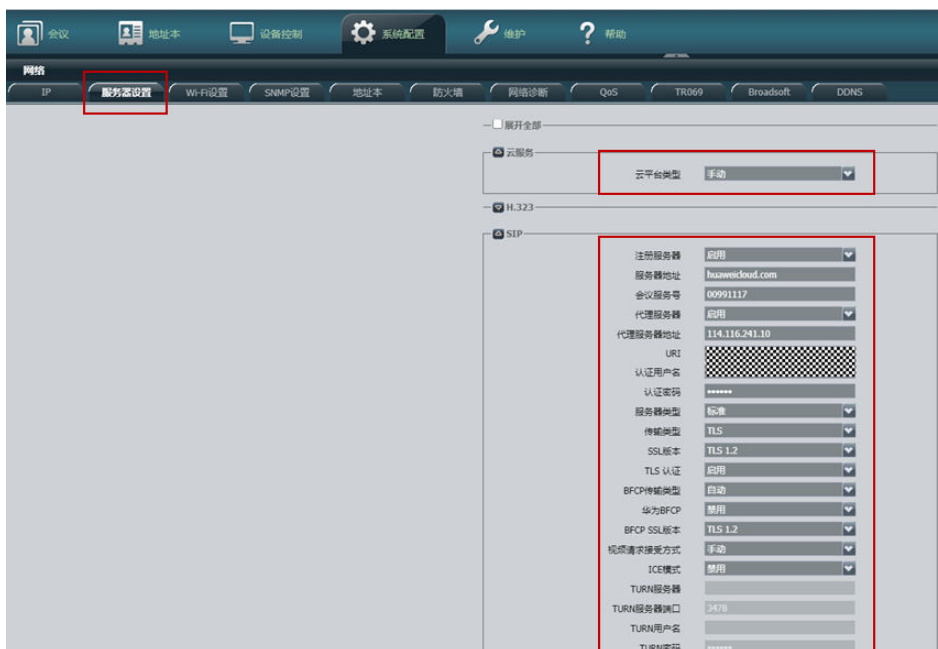 会议 地址本 设备控制 系统配置 维护 ? 帮助
网络
IP 服务器设置 Wi-Fi设置 SNMP设置 地址本 防火墙 网络诊断 QoS TR069 Broadsoft DDNS
展开全部
云服务
云平台类型 手动
H.323
SIP
注册服务器 启用
服务器地址 huaweicloud.com
会议服务号 00991117
代理服务器 启用
代理服务器地址 114.116.241.10
URI
认证用户名
认证密码 ••••••
服务器类型 标准
传输类型 TLS
SSL版本 TLS 1.2
TLS 认证 启用
BFCP传输类型 自动
华为BFCP 禁用
BFCP SSL版本 TLS 1.2
视频请求接受方式 手动
ICE模式 禁用
TURN服务器
TURN服务器端口 3478
TURN用户名
TURN密码 ••••••